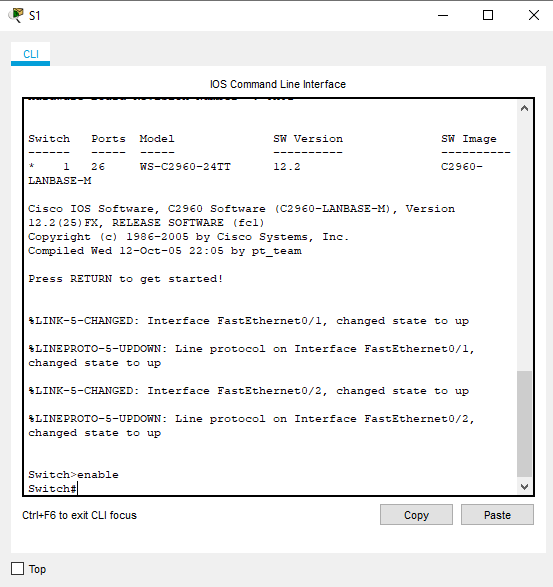 S1
CLI
IOS Command Line Interface
Switch Ports Model SW Version SW Image
------ ----- ----- ---------- ----------
* 1 26 WS-C2960-24TT 12.2 C2960-
LANBASE-M
Cisco IOS Software, C2960 Software (C2960-LANBASE-M), Version
12.2(25)FX, RELEASE SOFTWARE (fc1)
Copyright (c) 1986-2005 by Cisco Systems, Inc.
Compiled Wed 12-Oct-05 22:05 by pt_team
Press RETURN to get started!
%LINK-5-CHANGED: Interface FastEthernet0/1, changed state to up
%LINEPROTO-5-UPDOWN: Line protocol on Interface FastEthernet0/1,
changed state to up
%LINK-5-CHANGED: Interface FastEthernet0/2, changed state to up
%LINEPROTO-5-UPDOWN: Line protocol on Interface FastEthernet0/2,
changed state to up
Switch>enable
Switch#
Ctrl+F6 to exit CLI focus
Copy
Paste
Top